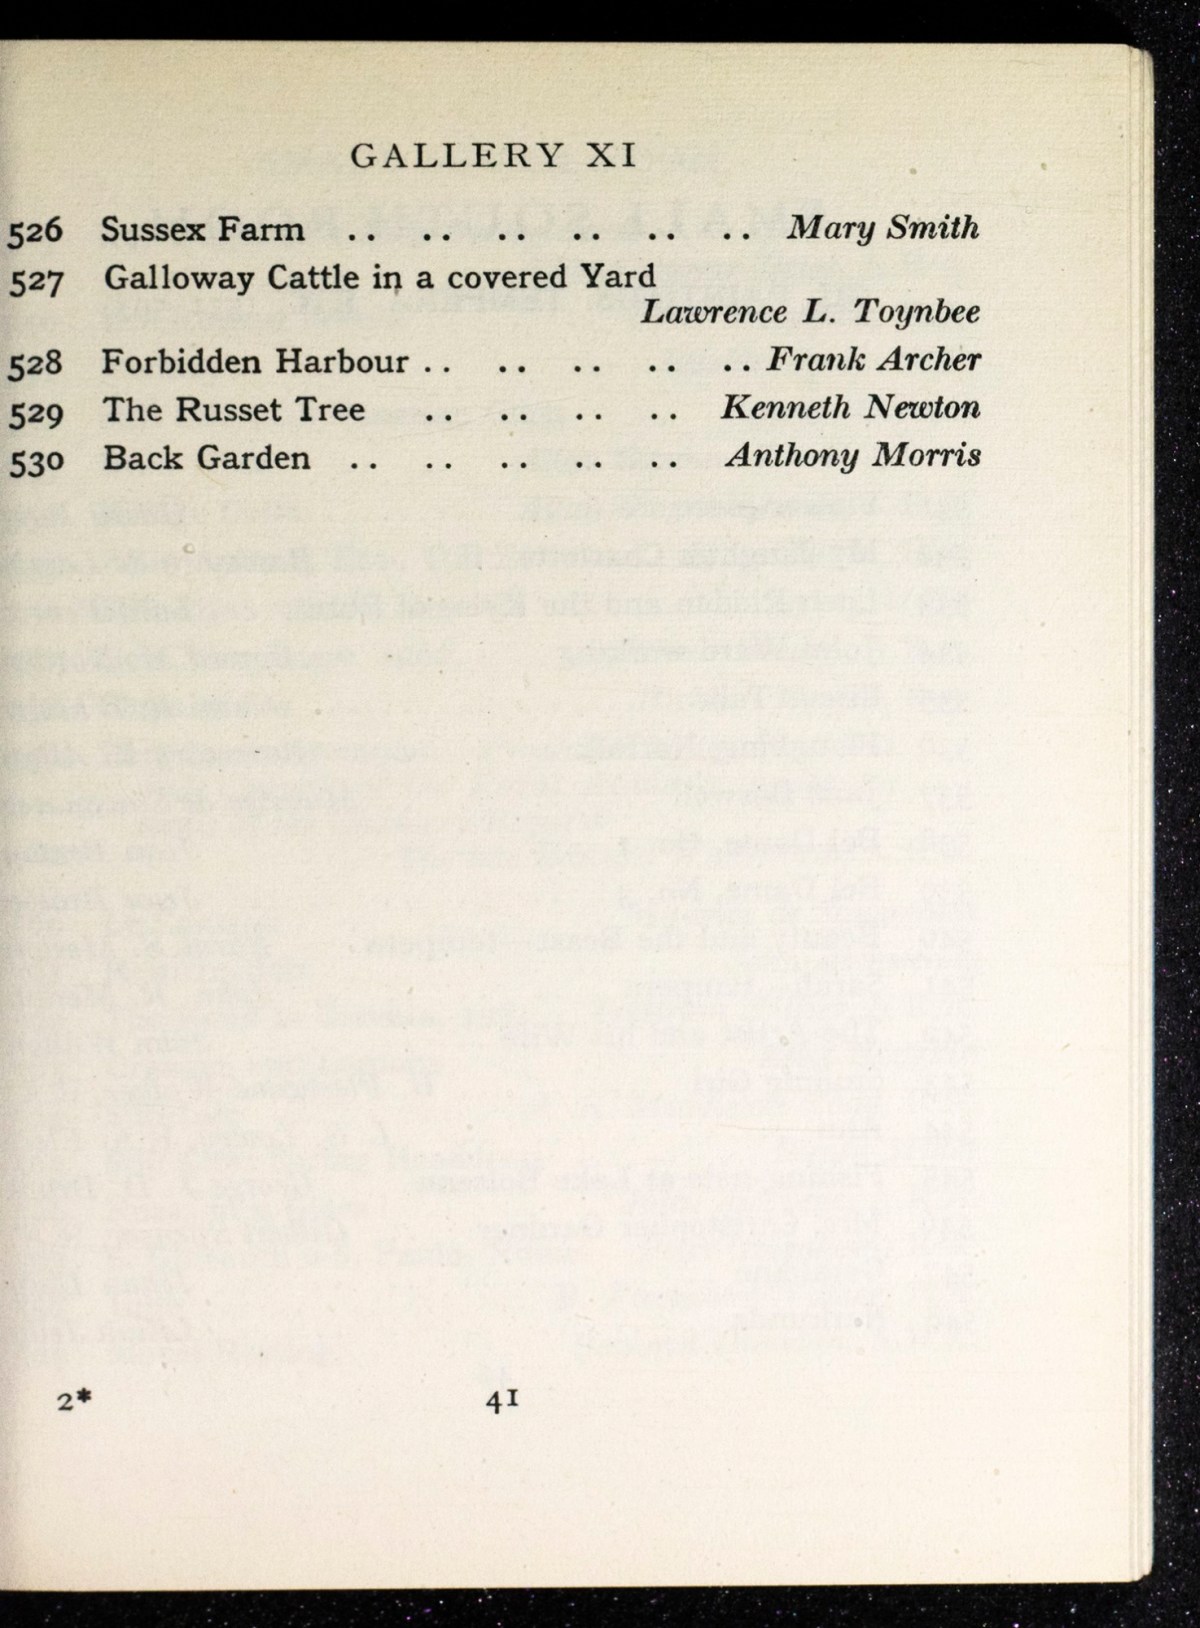 GALLERY XI
526 Sussex Farm .. .. .. .. .. .. Mary Smith
527 Galloway Cattle in a covered Yard
Lawrence L. Toynbee
528 Forbidden Harbour .. .. .. .. .. Frank Archer
529 The Russet Tree .. .. .. .. Kenneth Newton
530 Back Garden .. .. .. .. .. Anthony Morris
2* 41